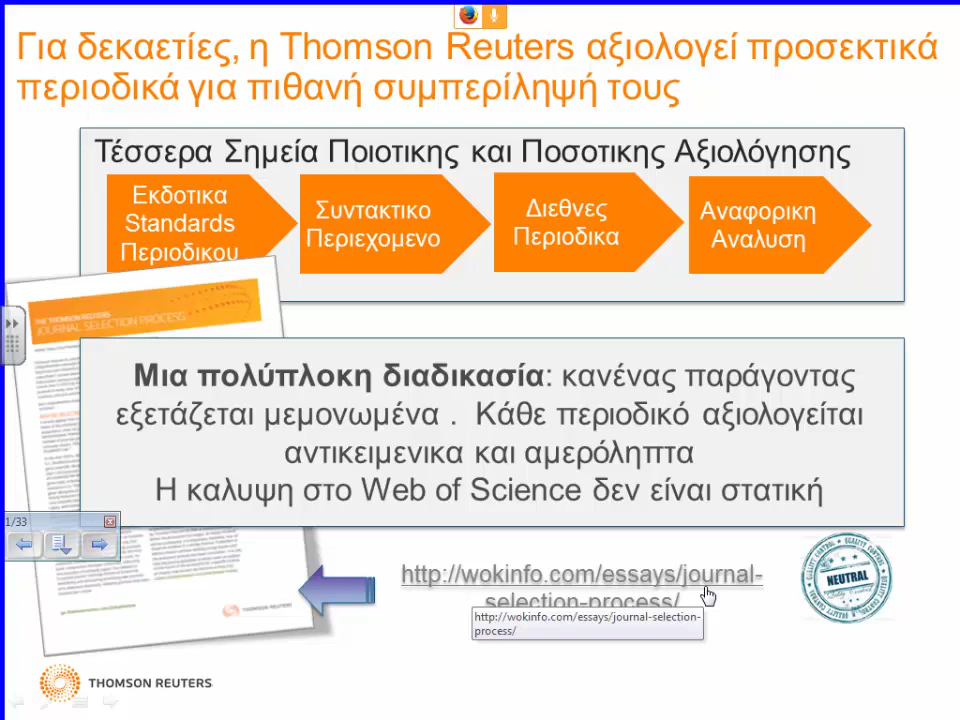 Για δεκαετίες, η Thomson Reuters αξιολογεί προσεκτικά
περιοδικά για πιθανή συμπερίληψή τους
Τέσσερα Σημεία Ποιοτικης και Ποσοτικης Αξιολόγησης
Εκδοτικα
Standards
Περιοδικου
Συντακτικο
Περιεχομενο
Διεθνες
Περιοδικα
Αναφορικη
Αναλυση
THE THOMSON REUTERS
JOURNAL SELECTION PROCESS
Μια πολύπλοκη διαδικασία: κανένας παράγοντας
εξετάζεται μεμονωμένα . Κάθε περιοδικό αξιολογείται
αντικειμενικα και αμερόληπτα
Η καλυψη στο Web of Science δεν είναι στατική
1/33
http://wokinfo.com/essays/journal-
selection-process/
http://wokinfo.com/essays/journal-selection-
process/
QUALITY CONTROL
NEUTRAL
THOMSON REUTERS
THOMSON REUTERS